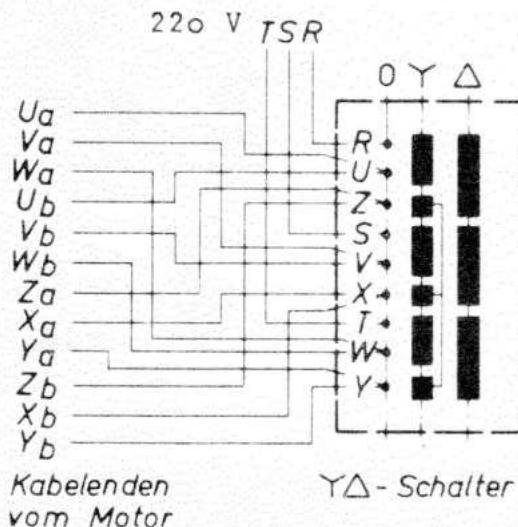 220 V TSR
0 Y Δ
Ua
Va
Wa
Ub
Vb
Wb
Za
Xa
Ya
Zb
Xb
Yb
R
U
Z
S
V
X
T
W
Y
Kabelenden
vom Motor
YΔ - Schalter